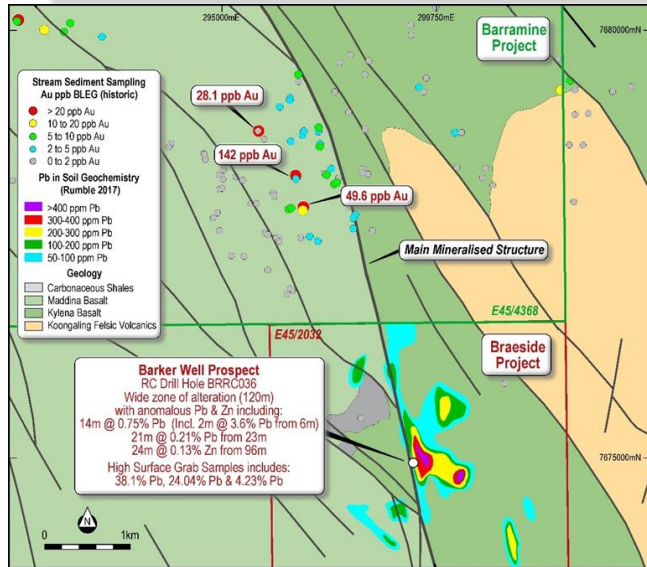 295000mE
299750mE
7680000mN
Barramine
Project
Stream Sediment Sampling
Au ppb BLEG (historic)
> 20 ppb Au
10 to 20 ppb Au
5 to 10 ppb Au
2 to 5 ppb Au
0 to 2 ppb Au
Pb in Soil Geochemistry
(Rumble 2017)
>400 ppm Pb
300-400 ppm Pb
200-300 ppm Pb
100-200 ppm Pb
50-100 ppm Pb
Geology
Carbonaceous Shales
Maddina Basalt
Kylena Basalt
Koongaling Felsic Volcanics
28.1 ppb Au
142 ppb Au
49.6 ppb Au
Main Mineralised Structure
E45/4368
E45/2032
Braeside
Project
Barker Well Prospect
RC Drill Hole BRRC036
Wide zone of alteration (120m)
with anomalous Pb & Zn including:
14m @ 0.75% Pb (Incl. 2m @ 3.6% Pb from 6m)
21m @ 0.21% Pb from 23m
24m @ 0.13% Zn from 96m
High Surface Grab Samples includes:
38.1% Pb, 24.04% Pb & 4.23% Pb
7675000mN
N
0
1km